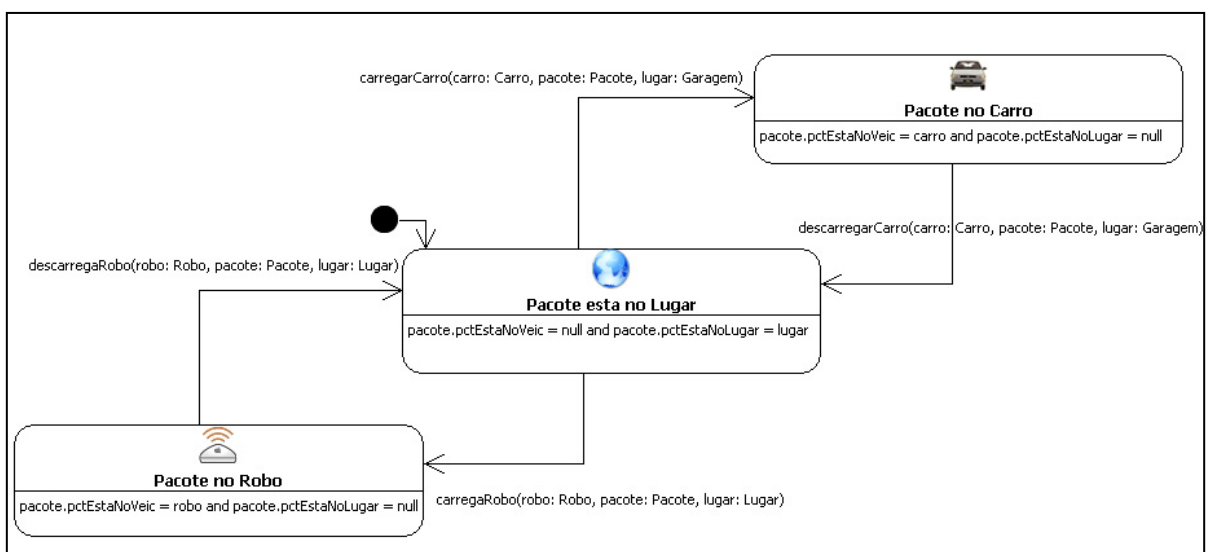 carregarCarro(carro: Carro, pacote: Pacote, lugar: Garagem)
Pacote no Carro
pacote.pctEstaNoVeic = carro and pacote.pctEstaNoLugar = null
descarregarCarro(carro: Carro, pacote: Pacote, lugar: Garagem)
descarregaRobo(robo: Robo, pacote: Pacote, lugar: Lugar)
Pacote esta no Lugar
pacote.pctEstaNoVeic = null and pacote.pctEstaNoLugar = lugar
Pacote no Robo
pacote.pctEstaNoVeic = robo and pacote.pctEstaNoLugar = null
carregaRobo(robo: Robo, pacote: Pacote, lugar: Lugar)